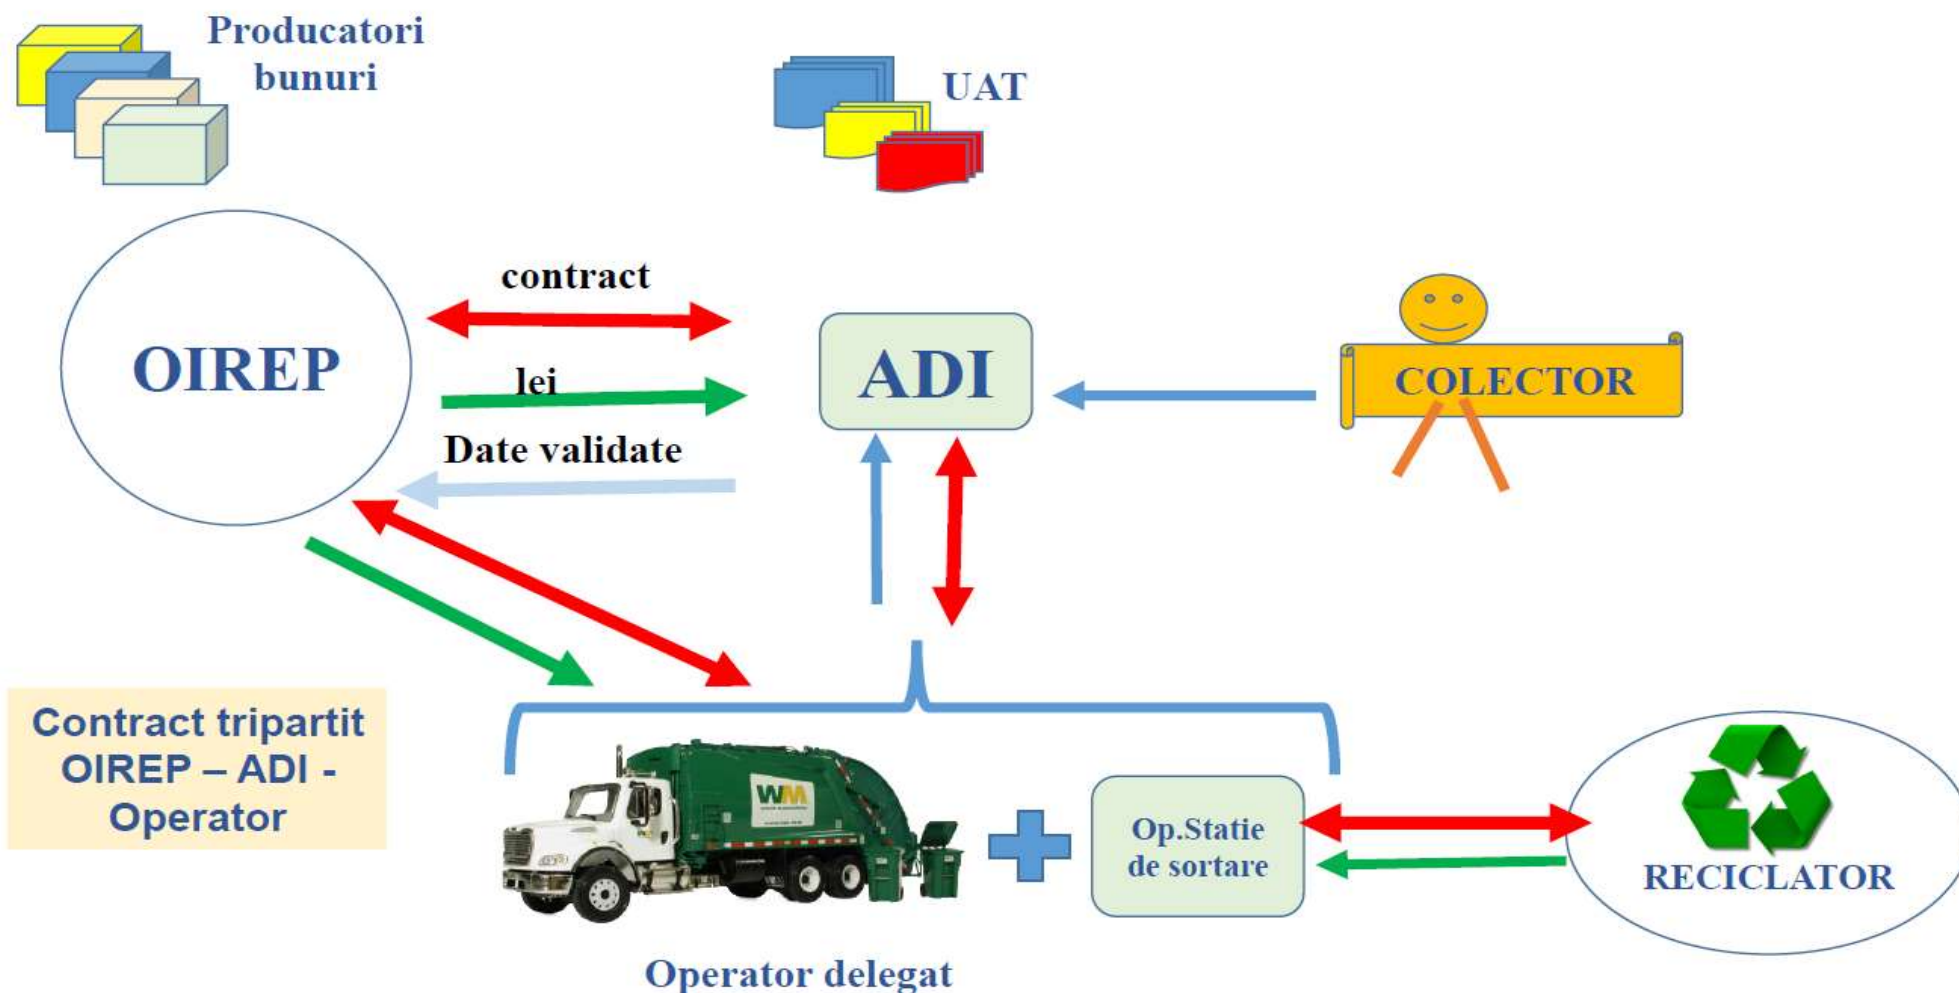 Producatori
bunuri
UAT
contract
OIREP
lei
ADI
COLECTOR
Date validate
Contract tripartit
OIREP – ADI -
Operator
WM
Op.Statie
de sortare
RECICLATOR
Operator delegat